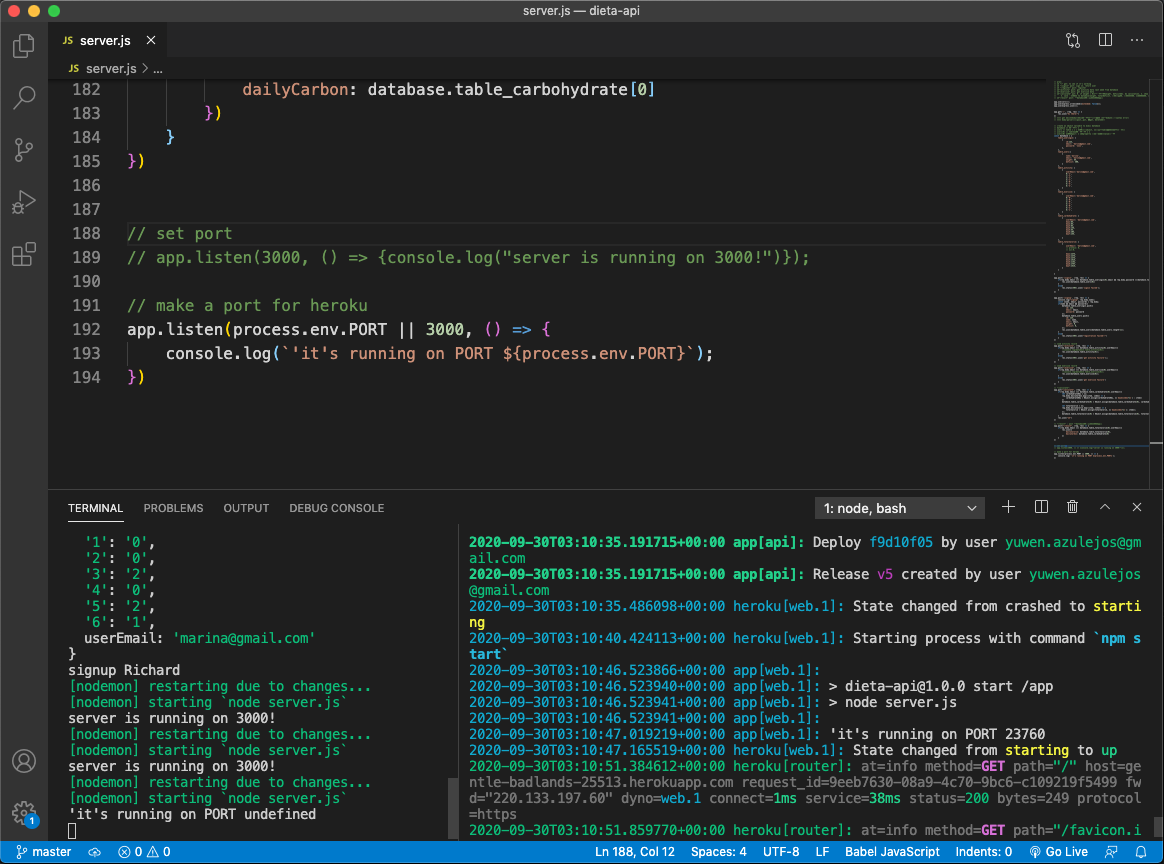 server.js — dieta-api
JS server.js ×
JS server.js > ...
182 dailyCarbon: database.table_carbohydrate[0]
183 })
184 }
185 })
186
187
188 // set port
189 // app.listen(3000, () => {console.log("server is running on 3000!")});
190
191 // make a port for heroku
192 app.listen(process.env.PORT || 3000, () => {
193 console.log(`'it's running on PORT ${process.env.PORT}`);
194 })
TERMINAL PROBLEMS OUTPUT DEBUG CONSOLE 1: node, bash
'1': '0',
'2': '0',
'3': '2',
'4': '0',
'5': '2',
'6': '1',
userEmail: 'marina@gmail.com'
}
signup Richard
[nodemon] restarting due to changes...
[nodemon] starting `node server.js`
server is running on 3000!
[nodemon] restarting due to changes...
[nodemon] starting `node server.js`
server is running on 3000!
[nodemon] restarting due to changes...
[nodemon] starting `node server.js`
'it's running on PORT undefined
2020-09-30T03:10:35.191715+00:00 app[api]: Deploy f9d10f05 by user yuwen.azulejos@gm
ail.com
2020-09-30T03:10:35.191715+00:00 app[api]: Release v5 created by user yuwen.azulejos
@gmail.com
2020-09-30T03:10:35.486098+00:00 heroku[web.1]: State changed from crashed to starti
ng
2020-09-30T03:10:40.424113+00:00 heroku[web.1]: Starting process with command `npm s
tart`
2020-09-30T03:10:46.523866+00:00 app[web.1]:
2020-09-30T03:10:46.523940+00:00 app[web.1]: > dieta-api@1.0.0 start /app
2020-09-30T03:10:46.523941+00:00 app[web.1]: > node server.js
2020-09-30T03:10:46.523941+00:00 app[web.1]:
2020-09-30T03:10:47.019219+00:00 app[web.1]: 'it's running on PORT 23760
2020-09-30T03:10:47.165519+00:00 heroku[web.1]: State changed from starting to up
2020-09-30T03:10:51.384612+00:00 heroku[router]: at=info method=GET path="/" host=ge
ntle-badlands-25513.herokuapp.com request_id=9eeb7630-08a9-4c70-9bc6-c109219f5499 fw
d="220.133.197.60" dyno=web.1 connect=1ms service=38ms status=200 bytes=249 protocol
=https
2020-09-30T03:10:51.859770+00:00 heroku[router]: at=info method=GET path="/favicon.i
1
master 0 0 Ln 188, Col 12 Spaces: 4 UTF-8 LF Babel JavaScript Indents: 0 Go Live